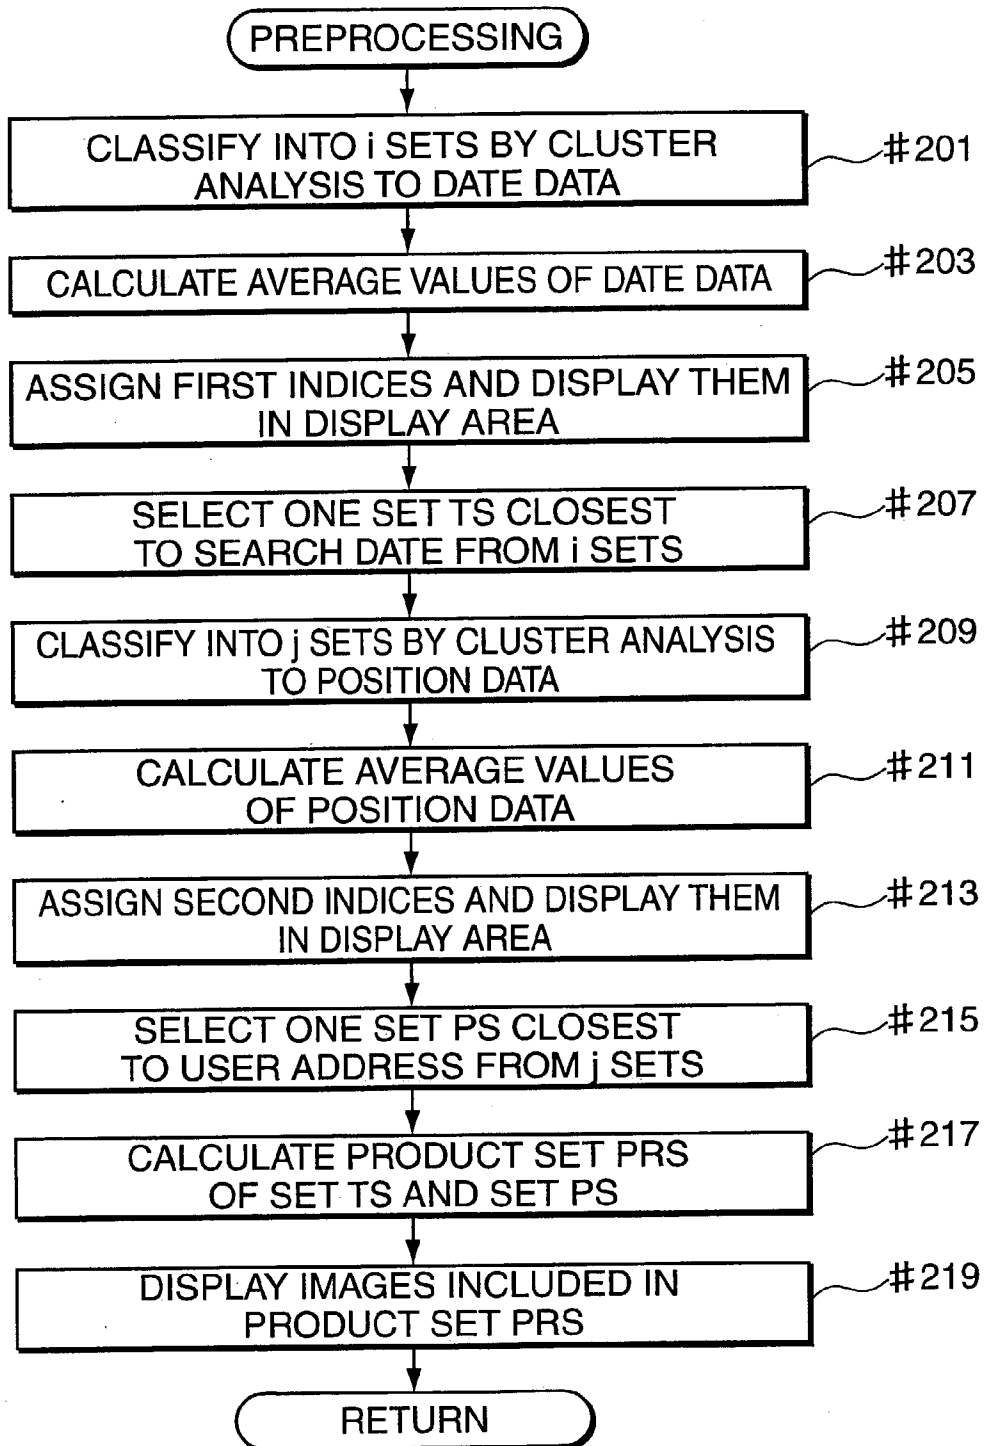 PREPROCESSING
CLASSIFY INTO i SETS BY CLUSTER
ANALYSIS TO DATE DATA
#201
CALCULATE AVERAGE VALUES OF DATE DATA
#203
ASSIGN FIRST INDICES AND DISPLAY THEM
IN DISPLAY AREA
#205
SELECT ONE SET TS CLOSEST
TO SEARCH DATE FROM i SETS
#207
CLASSIFY INTO j SETS BY CLUSTER ANALYSIS
TO POSITION DATA
#209
CALCULATE AVERAGE VALUES
OF POSITION DATA
#211
ASSIGN SECOND INDICES AND DISPLAY THEM
IN DISPLAY AREA
#213
SELECT ONE SET PS CLOSEST
TO USER ADDRESS FROM j SETS
#215
CALCULATE PRODUCT SET PRS
OF SET TS AND SET PS
#217
DISPLAY IMAGES INCLUDED IN
PRODUCT SET PRS
#219
RETURN